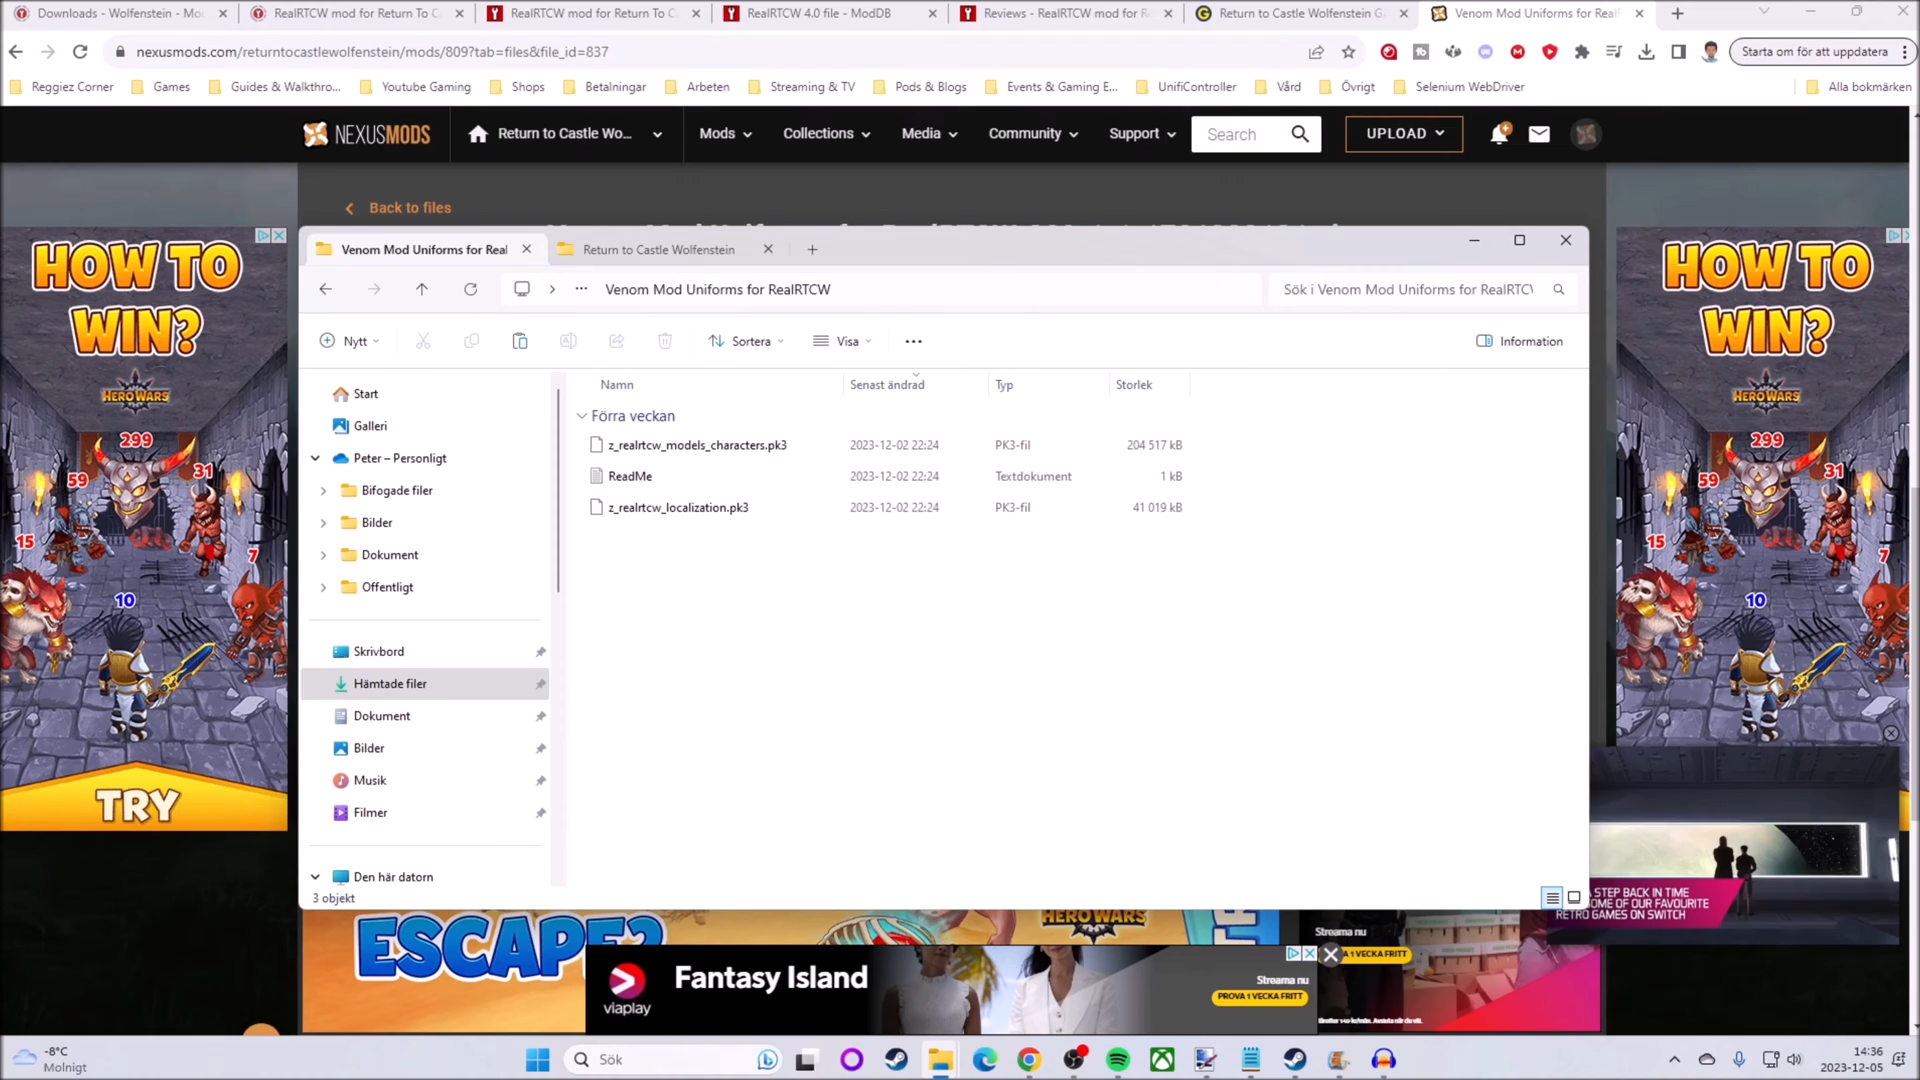 Downloads - Wolfenstein - Mo
RealRTCW mod for Return To C
RealRTCW mod for Return To C
RealRTCW 4.0 file - ModDB
Reviews - RealRTCW mod for R
Return to Castle Wolfenstein G
Venom Mod Uniforms for Real
nexusmods.com/returntocastlewolfenstein/mods/809?tab=files&file_id=837
Starta om för att uppdatera
Reggiez Corner
Games
Guides & Walkthro...
Youtube Gaming
Shops
Betalningar
Arbeten
Streaming & TV
Pods & Blogs
Events & Gaming E...
UnifiController
Vård
Övrigt
Selenium WebDriver
Alla bokmärken
NEXUSMODS
Return to Castle Wo...
Mods
Collections
Media
Community
Support
Search
UPLOAD
Back to files
Venom Mod Uniforms for Real
Return to Castle Wolfenstein
Venom Mod Uniforms for RealRTCW
Sök i Venom Mod Uniforms for RealRTCW
Nytt
Sortera
Visa
Information
Start
Galleri
Peter – Personligt
Bifogade filer
Bilder
Dokument
Offentligt
Skrivbord
Hämtade filer
Dokument
Bilder
Musik
Filmer
Den här datorn
3 objekt
Namn
Senast ändrad
Typ
Storlek
Förra veckan
z_realrtcw_models_characters.pk3
2023-12-02 22:24
PK3-fil
204 517 kB
ReadMe
2023-12-02 22:24
Textdokument
1 kB
z_realrtcw_localization.pk3
2023-12-02 22:24
PK3-fil
41 019 kB
HOW TO
WIN?
HERO WARS
299
59
31
15
7
10
TRY
HOW TO
WIN?
HERO WARS
299
59
31
15
7
10
A STEP BACK IN TIME
SOME OF OUR FAVOURITE
RETRO GAMES ON SWITCH
ESCAPE?
HERO WARS
Streama nu
A 1 VECKA FRITT
viaplay
Fantasy Island
Streama nu
PROVA 1 VECKA FRITT
-8°C
Molnigt
Sök
14:36
2023-12-05